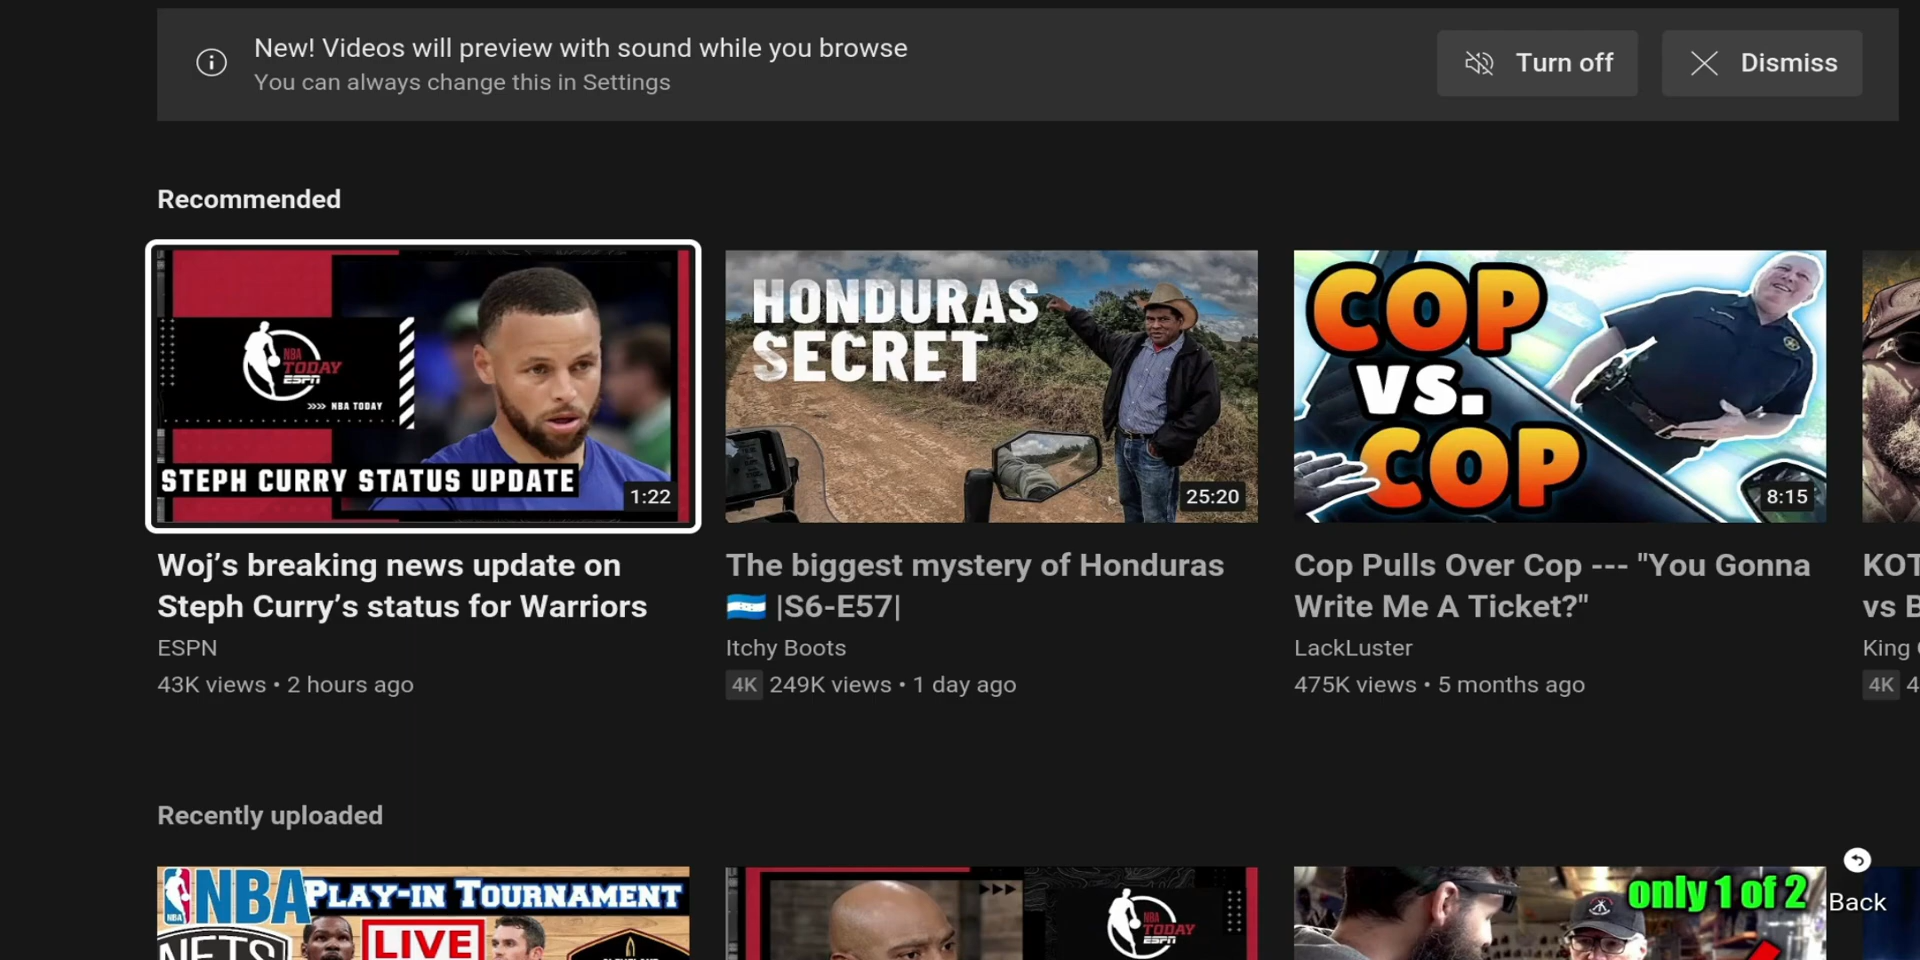 New! Videos will preview with sound while you browse
You can always change this in Settings
Turn off
Dismiss
Recommended
NBA
TODAY
ESPN
»»» NBA TODAY
STEPH CURRY STATUS UPDATE
1:22
HONDURAS
SECRET
25:20
COP
VS.
COP
8:15
Woj’s breaking news update on
Steph Curry’s status for Warriors
ESPN
43K views • 2 hours ago
The biggest mystery of Honduras
🇭🇳 |S6-E57|
Itchy Boots
4K 249K views • 1 day ago
Cop Pulls Over Cop --- "You Gonna
Write Me A Ticket?"
LackLuster
475K views • 5 months ago
KOT
vs B
King
4K 4
Recently uploaded
NBA PLAY-IN TOURNAMENT
NETS
LIVE
NBA
TODAY
ESPN
only 1 of 2
Back